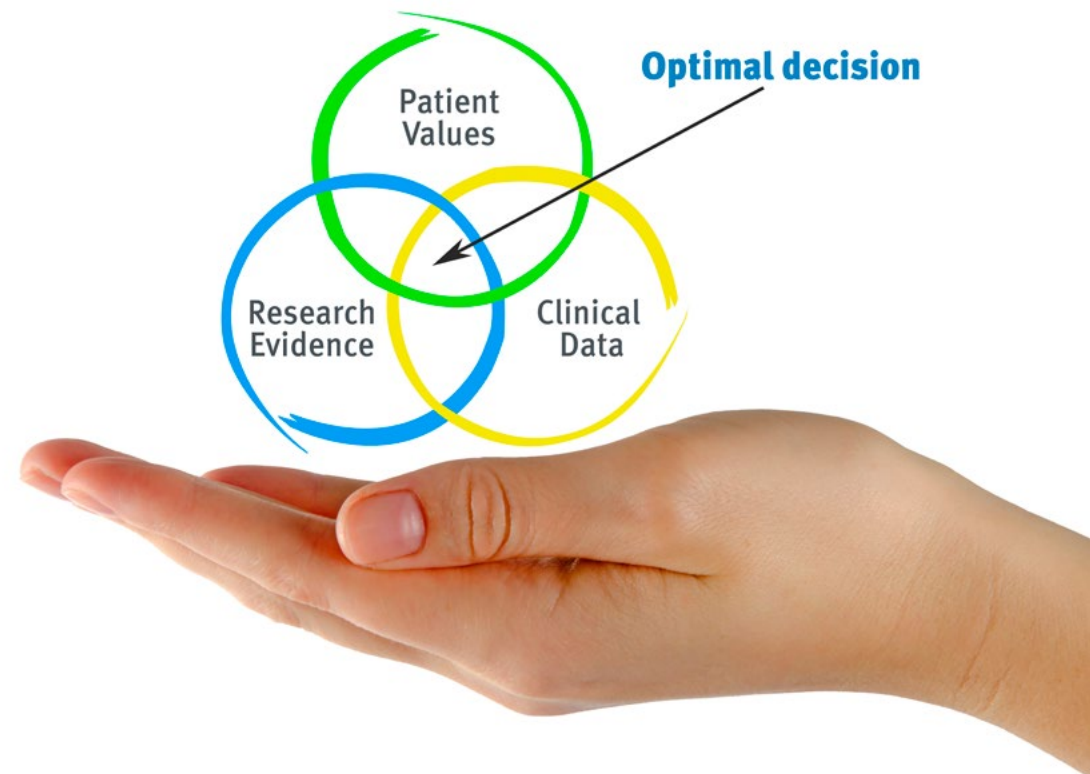 Optimal decision
Patient
Values
Research
Evidence
Clinical
Data